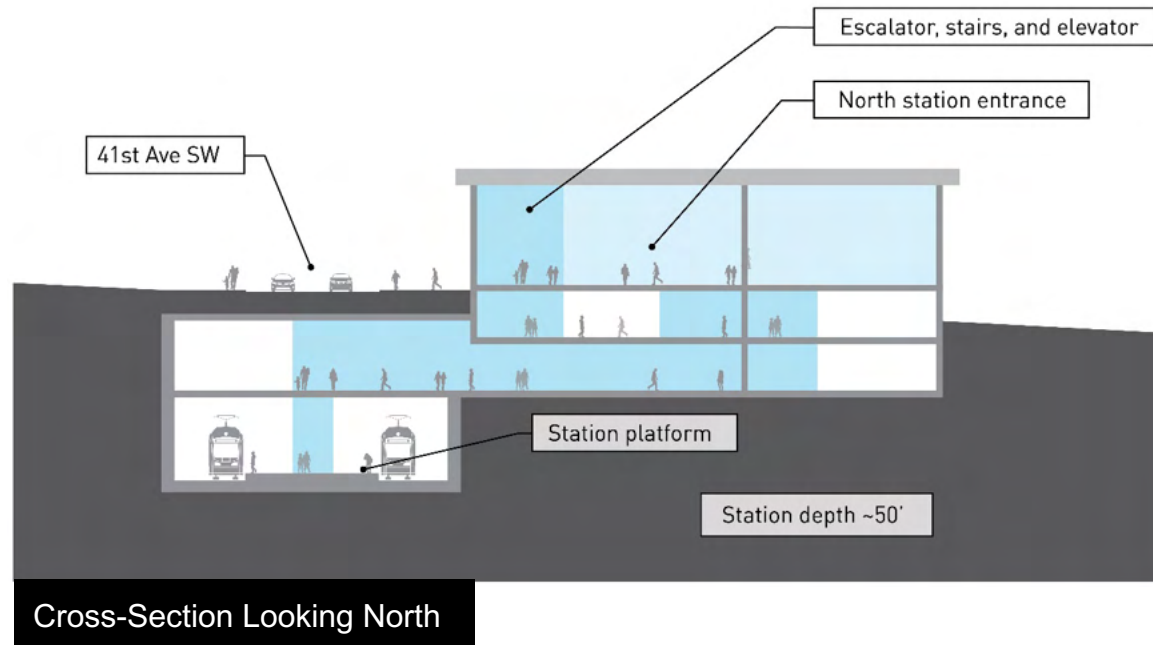 Escalator, stairs, and elevator
North station entrance
41st Ave SW
Station platform
Station depth ~50'
Cross-Section Looking North